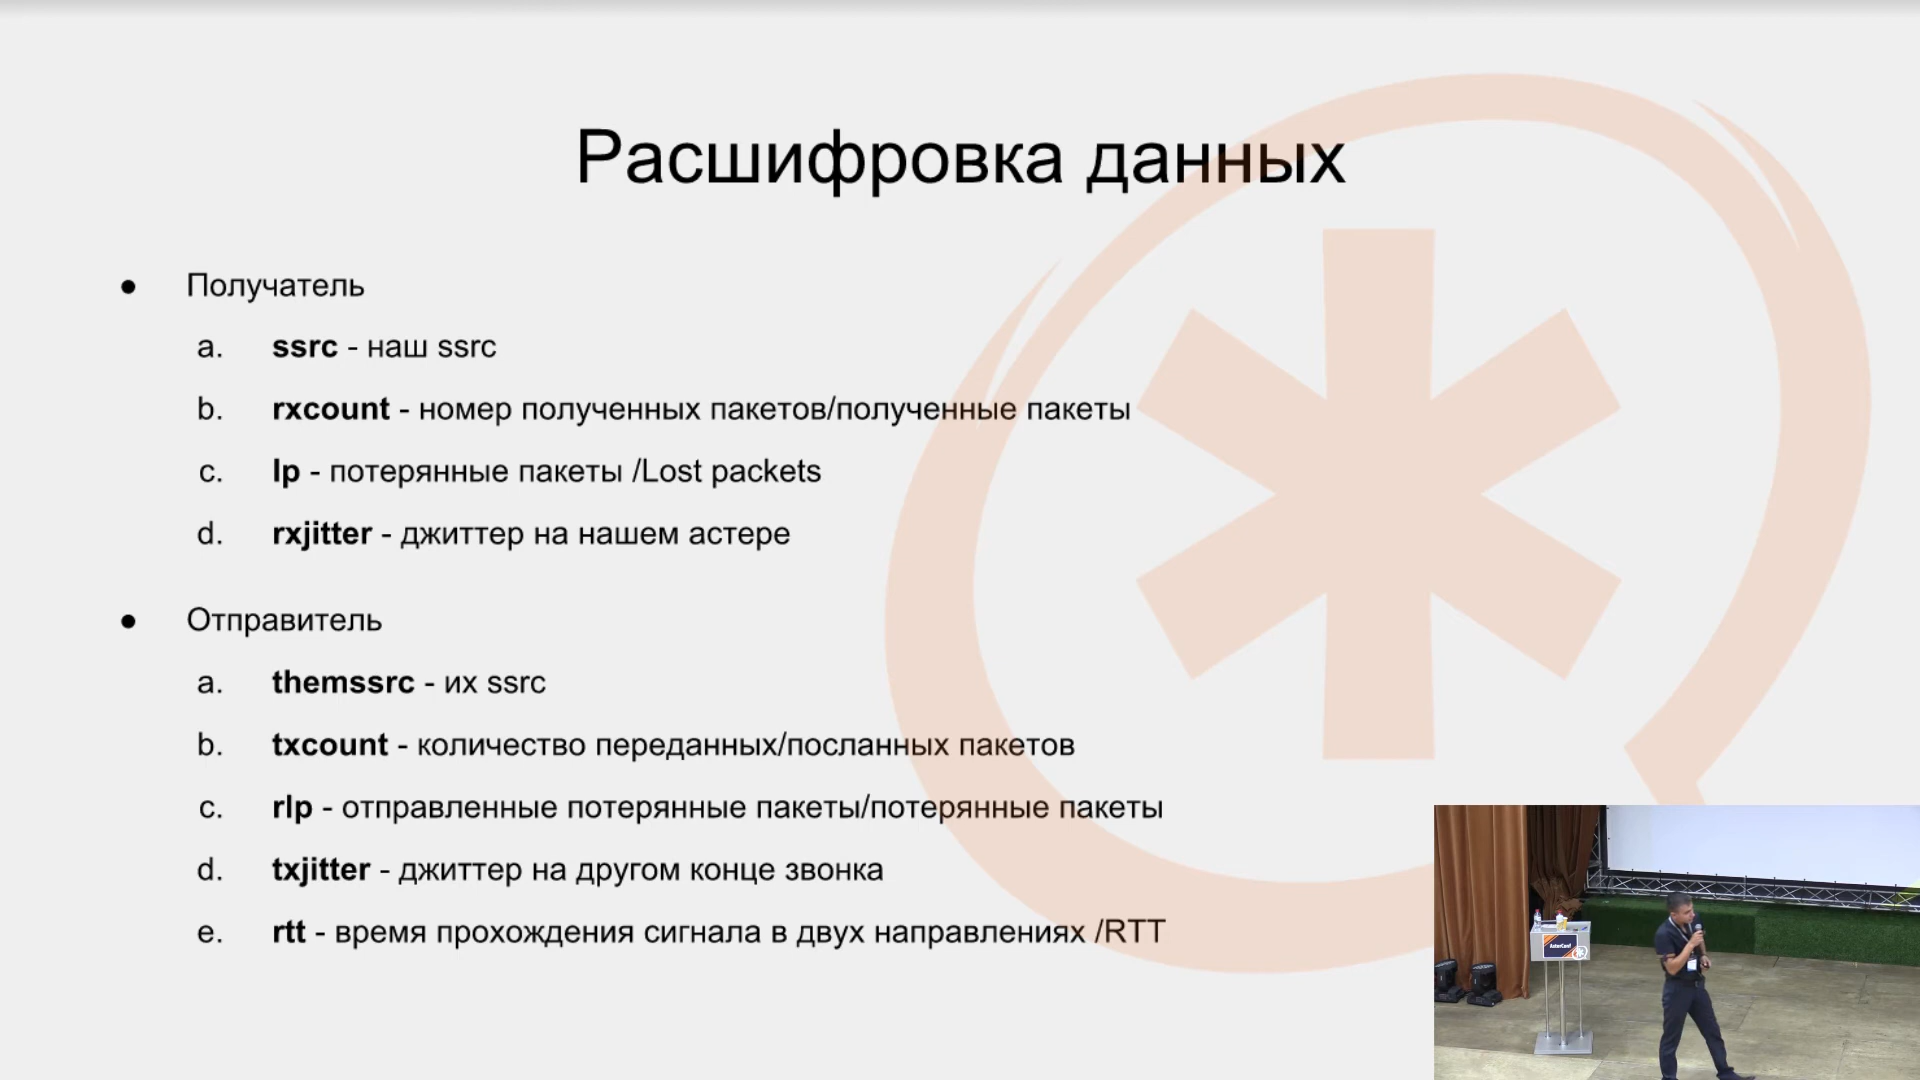 Расшифровка данных
● Получатель
a. ssrc - наш ssrc
b. rxcount - номер полученных пакетов/полученные пакеты
c. lp - потерянные пакеты /Lost packets
d. rxjitter - джиттер на нашем астере
● Отправитель
a. themssrc - их ssrc
b. txcount - количество переданных/посланных пакетов
c. rlp - отправленные потерянные пакеты/потерянные пакеты
d. txjitter - джиттер на другом конце звонка
e. rtt - время прохождения сигнала в двух направлениях /RTT
AsterConf